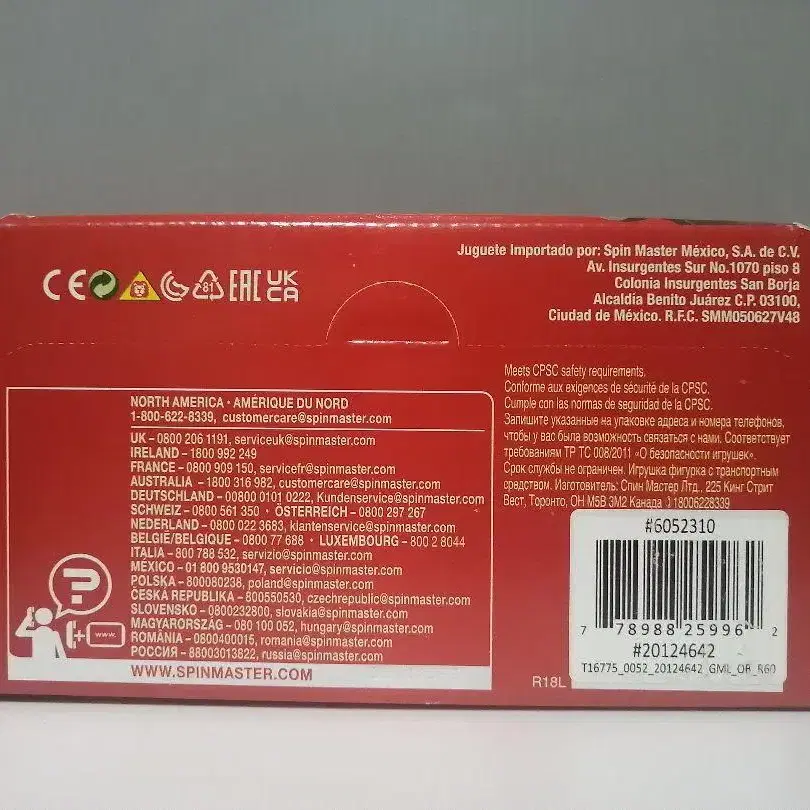 CE
81
EAC
UK
CA
Juguete Importado por: Spin Master México, S.A. de C.V.
Av. Insurgentes Sur No.1070 piso 8
Colonia Insurgentes San Borja
Alcaldía Benito Juárez C.P. 03100,
Ciudad de México. R.F.C. SMM050627V48
NORTH AMERICA • AMÉRIQUE DU NORD
1-800-622-8339, customercare@spinmaster.com
UK – 0800 206 1191, serviceuk@spinmaster.com
IRELAND – 1800 992 249
FRANCE – 0800 909 150, servicefr@spinmaster.com
AUSTRALIA – 1800 316 982, customercare@spinmaster.com
DEUTSCHLAND – 00800 0101 0222, Kundenservice@spinmaster.com
SCHWEIZ – 0800 561 350 • ÖSTERREICH – 0800 297 267
NEDERLAND – 0800 022 3683, klantenservice@spinmaster.com
BELGIË/BELGIQUE – 0800 77 688 • LUXEMBOURG – 800 2 8044
ITALIA – 800 788 532, servizio@spinmaster.com
MÉXICO – 01 800 9530147, servicio@spinmaster.com
POLSKA – 800080238, poland@spinmaster.com
ČESKÁ REPUBLIKA – 800550530, czechrepublic@spinmaster.com
SLOVENSKO – 0800232800, slovakia@spinmaster.com
MAGYARORSZÁG – 080 100 052, hungary@spinmaster.com
ROMÂNIA – 0800400015, romania@spinmaster.com
РОССИЯ – 88003013822, russia@spinmaster.com
?
+
www.
WWW.SPINMASTER.COM
Meets CPSC safety requirements.
Conforme aux exigences de sécurité de la CPSC.
Cumple con las normas de seguridad de la CPSC.
Запишите указанные на упаковке адреса и номера телефонов,
чтобы у вас была возможность связаться с нами. Соответствует
требованиям ТР ТС 008/2011 «О безопасности игрушек».
Срок службы не ограничен. Игрушка фигурка с транспортным
средством. Изготовитель: Спин Мастер Лтд., 225 Кинг Стрит
Вест, Торонто, ОН М5В 3М2 Канада 18006228339
#6052310
7 78988 25996 2
#20124642
T16775_0052_20124642_GML_OB_R60
R18L